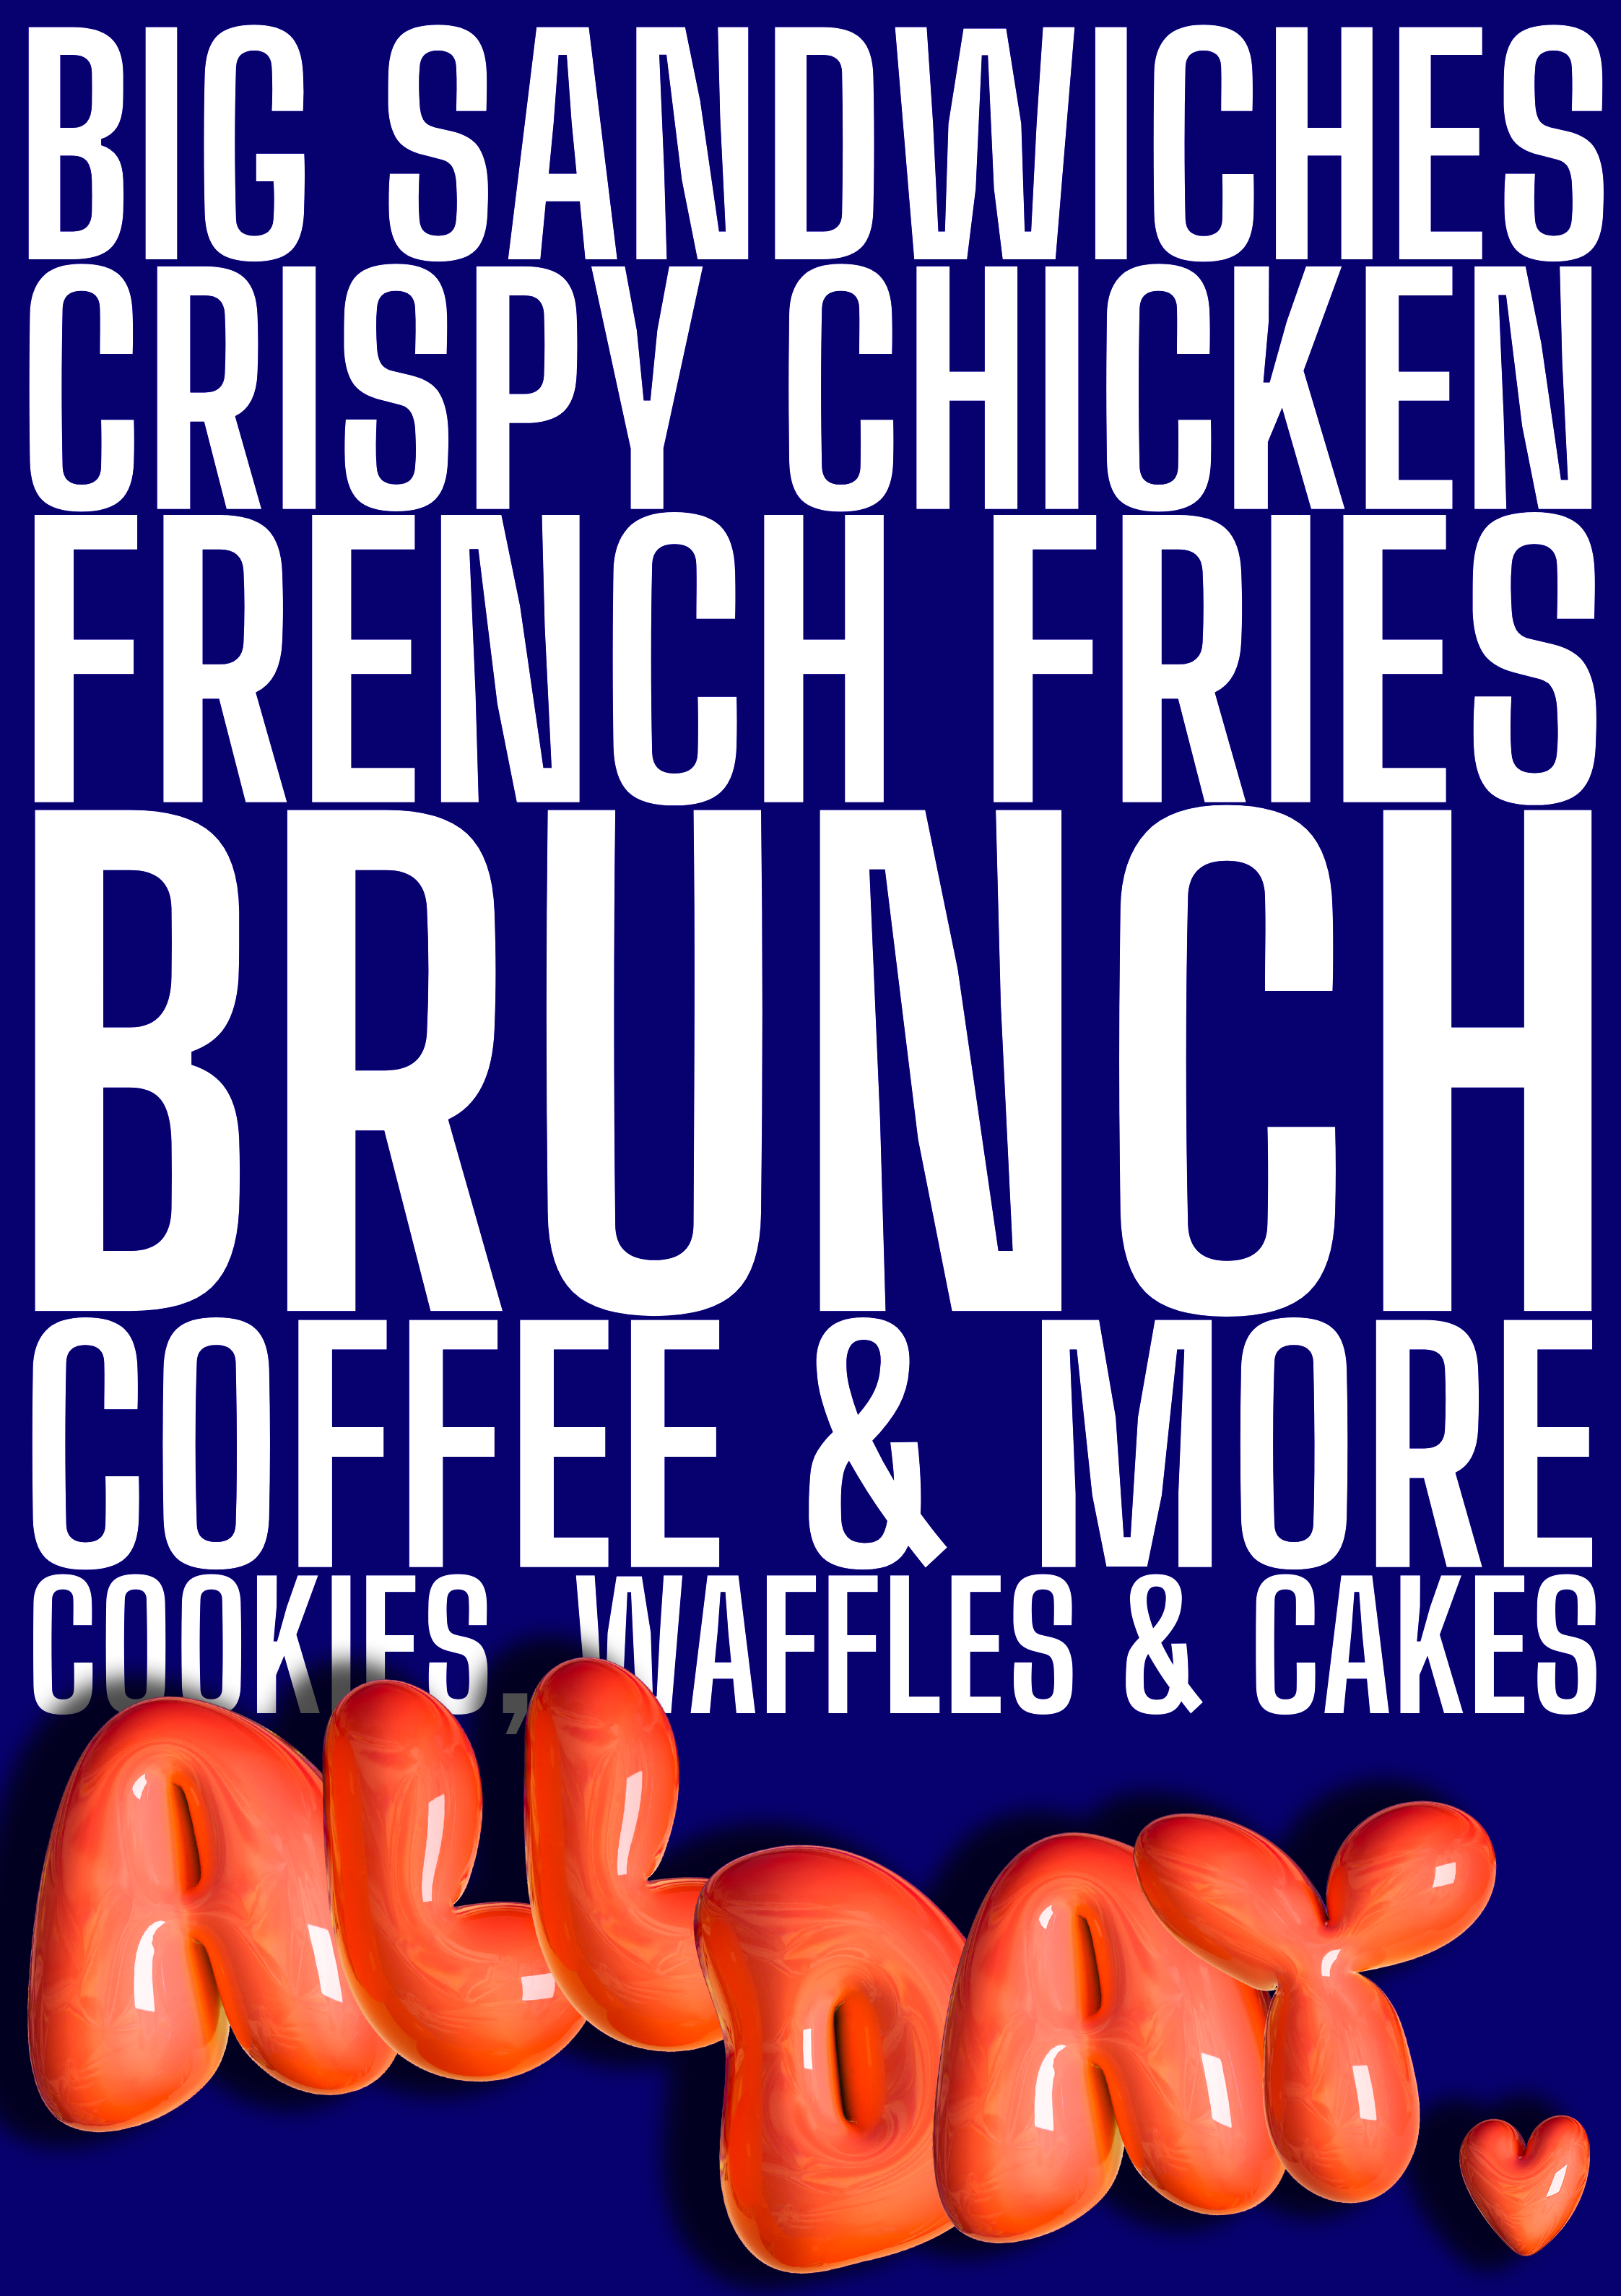 BIG SANDWICHES
CRISPY CHICKEN
FRENCH FRIES
BRUNCH
COFFEE & MORE
COOKIES, WAFFLES & CAKES
ALL DAY